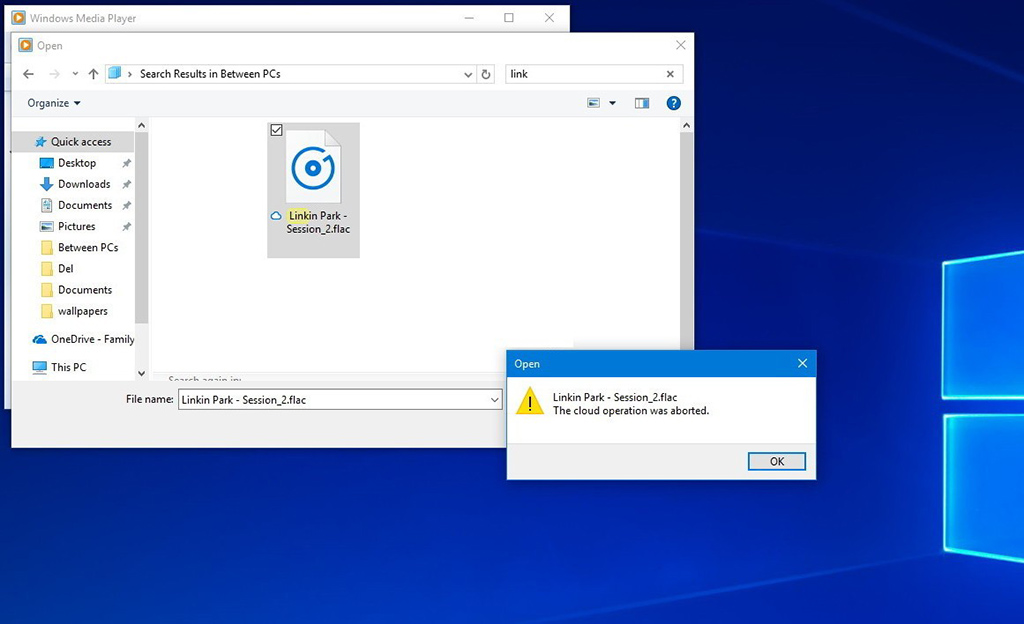 Windows Media Player
Open
Search Results in Between PCs
link
Organize
?
Quick access
Desktop
Downloads
Documents
Pictures
Between PCs
Del
Documents
wallpapers
OneDrive - Family
This PC
Linkin Park -
Session_2.flac
Search again in:
File name:
Linkin Park - Session_2.flac
Open
Linkin Park - Session_2.flac
The cloud operation was aborted.
OK